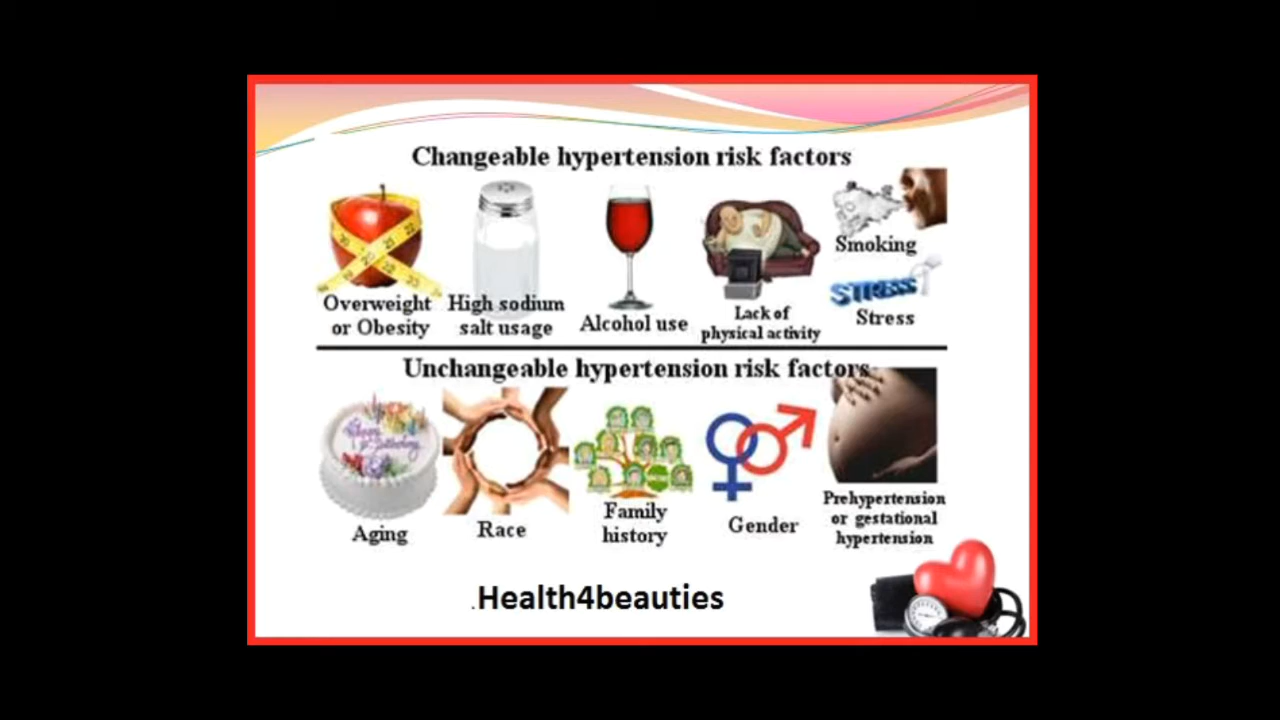 Changeable hypertension risk factors
Overweight
or Obesity
High sodium
salt usage
Alcohol use
Lack of
physical activity
Smoking
STRESS
Stress
Unchangeable hypertension risk factors
Aging
Race
Family
history
Gender
Prehypertension
or gestational
hypertension
.Health4beauties